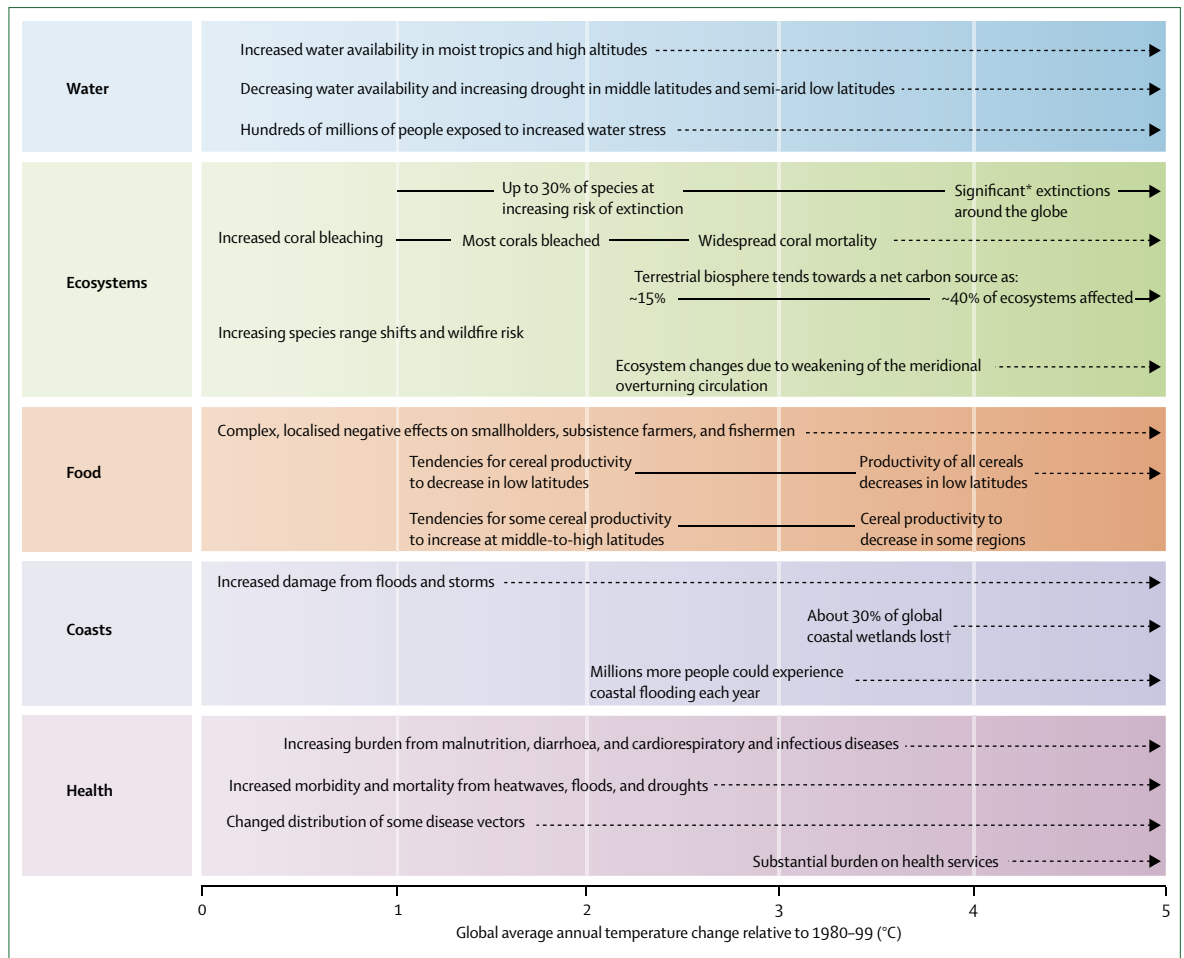 Water
Increased water availability in moist tropics and high altitudes
Decreasing water availability and increasing drought in middle latitudes and semi-arid low latitudes
Hundreds of millions of people exposed to increased water stress
Ecosystems
Up to 30% of species at
increasing risk of extinction
Significant* extinctions
around the globe
Increased coral bleaching
Most corals bleached
Widespread coral mortality
Terrestrial biosphere tends towards a net carbon source as:
~15%
~40% of ecosystems affected
Increasing species range shifts and wildfire risk
Ecosystem changes due to weakening of the meridional
overturning circulation
Food
Complex, localised negative effects on smallholders, subsistence farmers, and fishermen
Tendencies for cereal productivity
to decrease in low latitudes
Productivity of all cereals
decreases in low latitudes
Tendencies for some cereal productivity
to increase at middle-to-high latitudes
Cereal productivity to
decrease in some regions
Coasts
Increased damage from floods and storms
About 30% of global
coastal wetlands lost†
Millions more people could experience
coastal flooding each year
Health
Increasing burden from malnutrition, diarrhoea, and cardiorespiratory and infectious diseases
Increased morbidity and mortality from heatwaves, floods, and droughts
Changed distribution of some disease vectors
Substantial burden on health services
0 1 2 3 4 5
Global average annual temperature change relative to 1980–99 (°C)